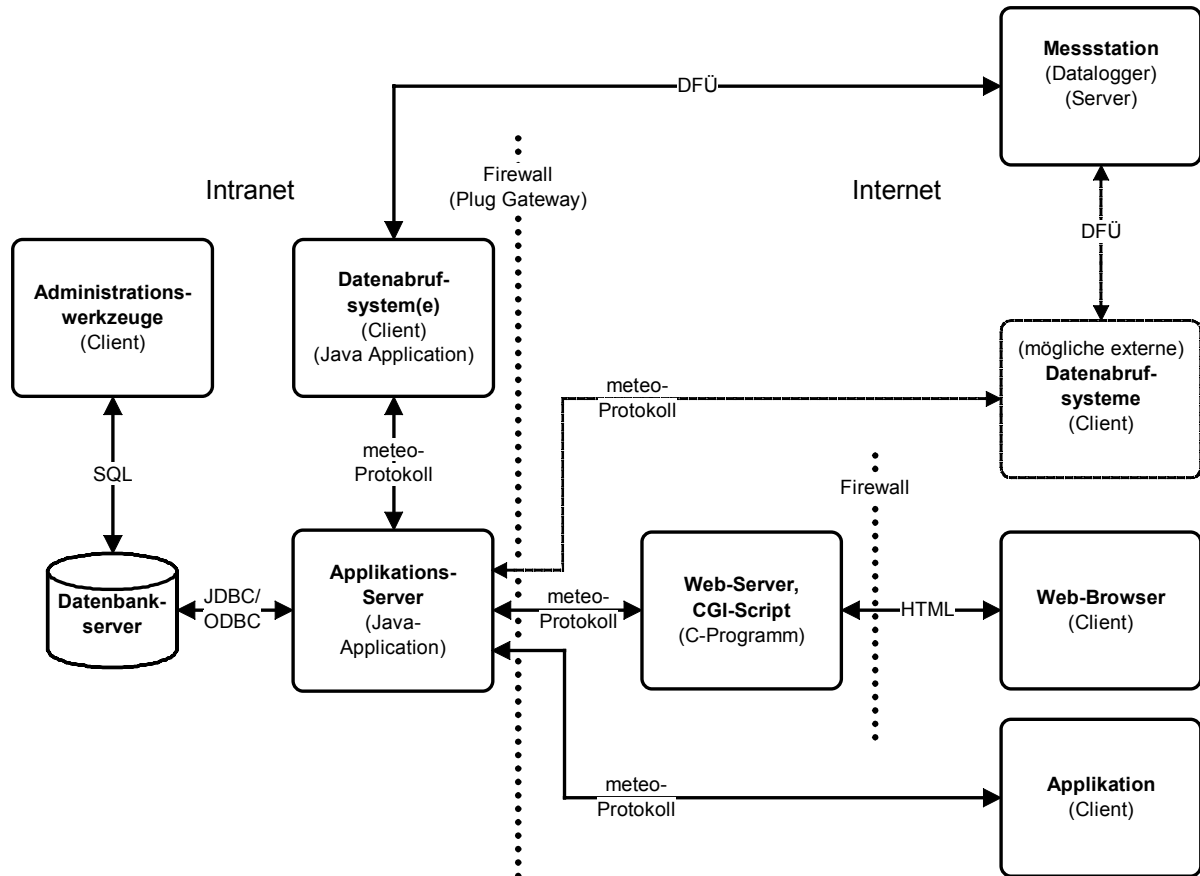 Messstation
(Datalogger)
(Server)
DFÜ
Intranet
Firewall
(Plug Gateway)
Internet
DFÜ
Administrations-
werkzeuge
(Client)
Datenabruf-
system(e)
(Client)
(Java Application)
(mögliche externe)
Datenabruf-
systeme
(Client)
meteo-
Protokoll
SQL
meteo-
Protokoll
Firewall
Datenbank-
server
JDBC/
ODBC
Applikations-
Server
(Java-
Application)
meteo-
Protokoll
Web-Server,
CGI-Script
(C-Programm)
HTML
Web-Browser
(Client)
meteo-
Protokoll
Applikation
(Client)